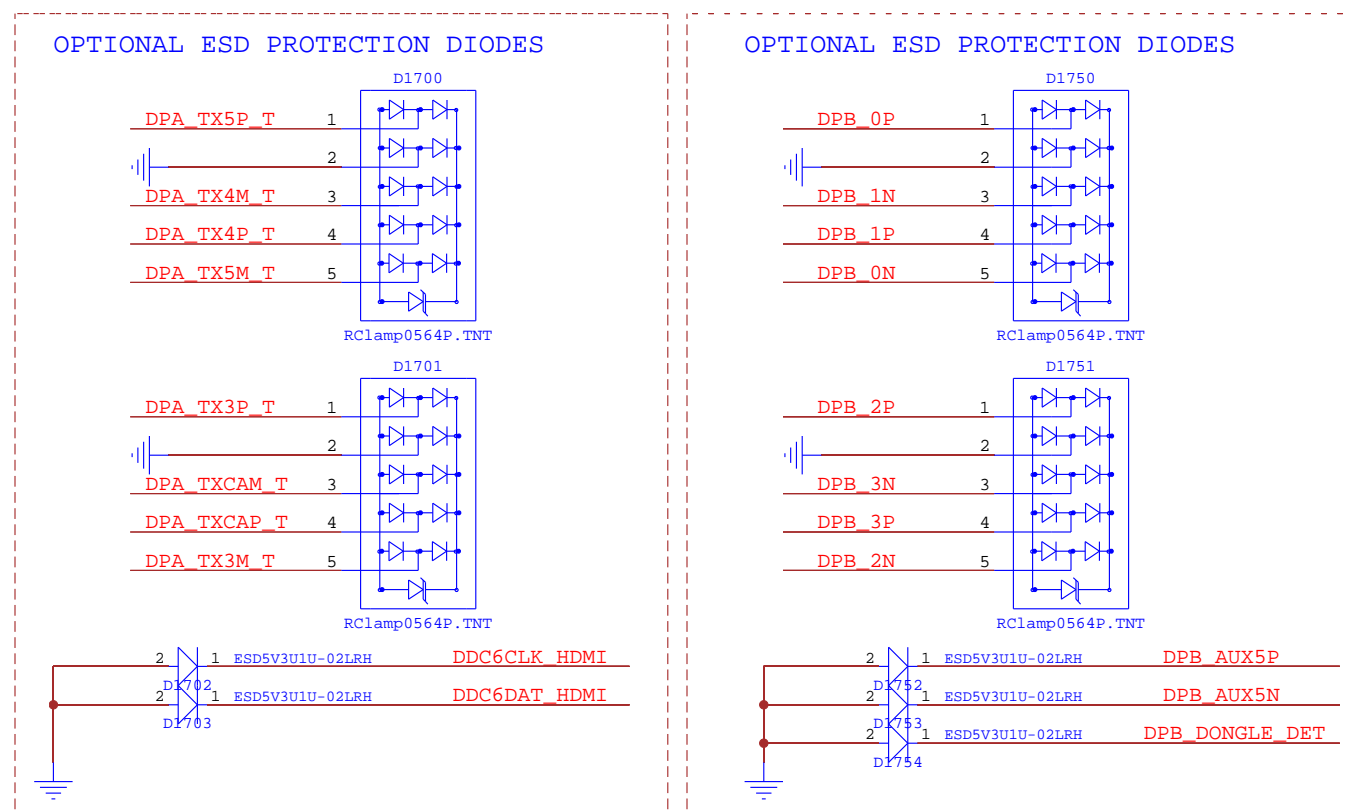 OPTIONAL ESD PROTECTION DIODES
D1700
DPA_TX5P_T 1
2
DPA_TX4M_T 3
DPA_TX4P_T 4
DPA_TX5M_T 5
RClamp0564P.TNT
D1701
DPA_TX3P_T 1
2
DPA_TXCAM_T 3
DPA_TXCAP_T 4
DPA_TX3M_T 5
RClamp0564P.TNT
2 1 ESD5V3U1U-02LRH DDC6CLK_HDMI
D1702
2 1 ESD5V3U1U-02LRH DDC6DAT_HDMI
D1703
OPTIONAL ESD PROTECTION DIODES
D1750
DPB_0P 1
2
DPB_1N 3
DPB_1P 4
DPB_0N 5
RClamp0564P.TNT
D1751
DPB_2P 1
2
DPB_3N 3
DPB_3P 4
DPB_2N 5
RClamp0564P.TNT
2 1 ESD5V3U1U-02LRH DPB_AUX5P
D1752
2 1 ESD5V3U1U-02LRH DPB_AUX5N
D1753
2 1 ESD5V3U1U-02LRH DPB_DONGLE_DET
D1754